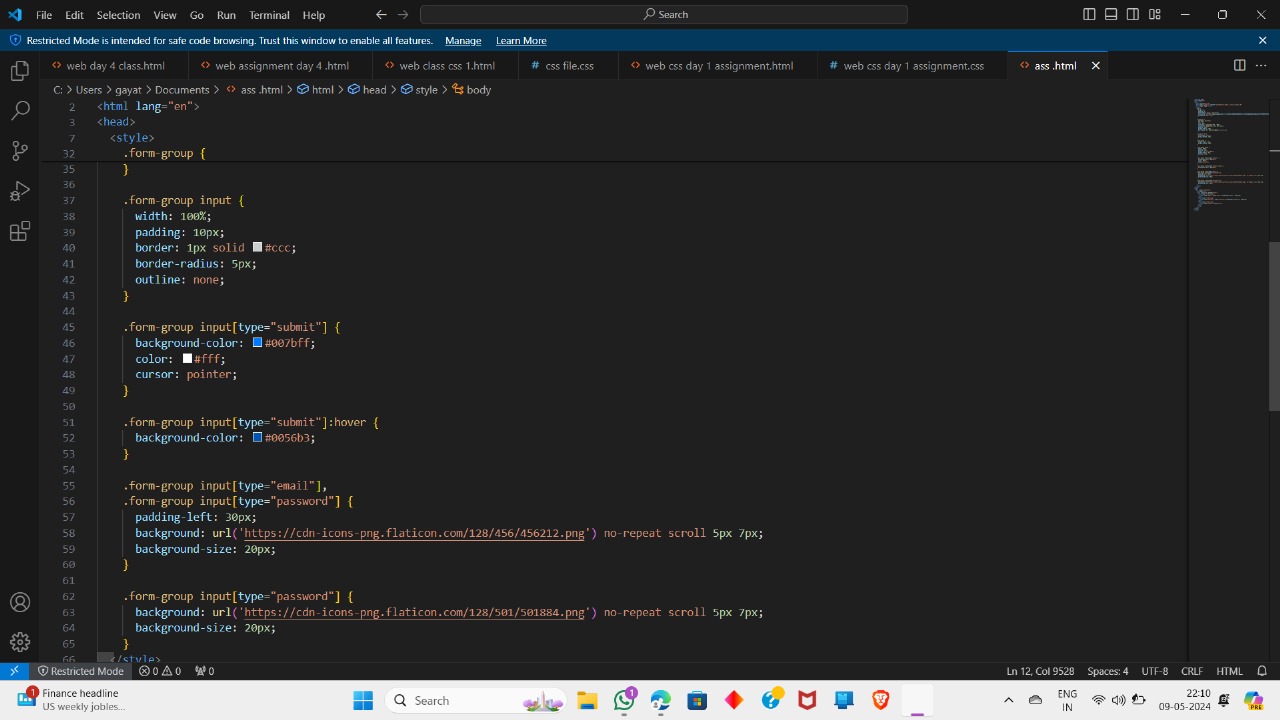 File Edit Selection View Go Run Terminal Help Search
Restricted Mode is intended for safe code browsing. Trust this window to enable all features. Manage Learn More
web day 4 class.html web assignment day 4 .html web class css 1.html # css file.css web css day 1 assignment.html # web css day 1 assignment.css ass .html
C: > Users > gayat > Documents > ass .html > html > head > style > body
2 <html lang="en">
3 <head>
7 <style>
32 .form-group {
35 }
36
37 .form-group input {
38 width: 100%;
39 padding: 10px;
40 border: 1px solid #ccc;
41 border-radius: 5px;
42 outline: none;
43 }
44
45 .form-group input[type="submit"] {
46 background-color: #007bff;
47 color: #fff;
48 cursor: pointer;
49 }
50
51 .form-group input[type="submit"]:hover {
52 background-color: #0056b3;
53 }
54
55 .form-group input[type="email"],
56 .form-group input[type="password"] {
57 padding-left: 30px;
58 background: url('https://cdn-icons-png.flaticon.com/128/456/456212.png') no-repeat scroll 5px 7px;
59 background-size: 20px;
60 }
61
62 .form-group input[type="password"] {
63 background: url('https://cdn-icons-png.flaticon.com/128/501/501884.png') no-repeat scroll 5px 7px;
64 background-size: 20px;
65 }
66 </style>
Restricted Mode 0 0 0 Ln 12, Col 9528 Spaces: 4 UTF-8 CRLF HTML
1 Finance headline
US weekly jobles...
Search
1
ENG
IN
22:10
09-05-2024
PRE